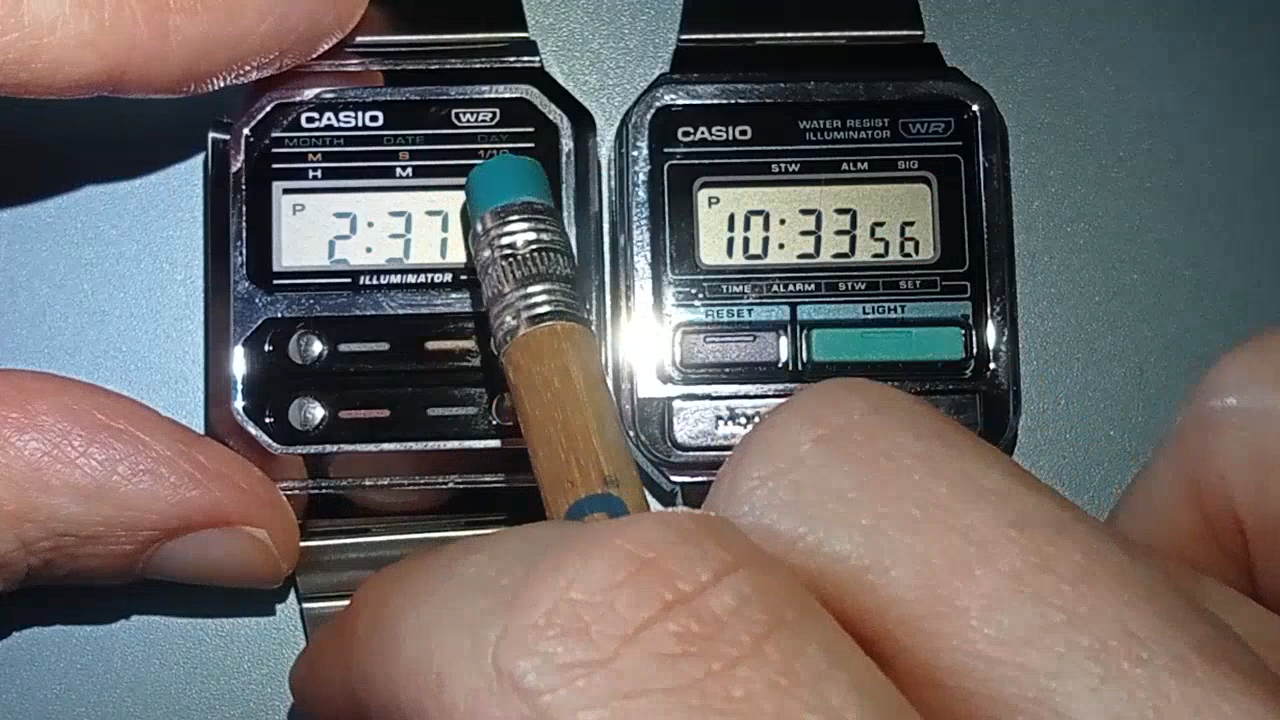 CASIO WR
MONTH DATE DAY
M S
H M
P 2:37
ILLUMINATOR
CASIO WATER RESIST ILLUMINATOR WR
STW ALM SIG
P 10:33 56
TIME ALARM STW SET
RESET LIGHT